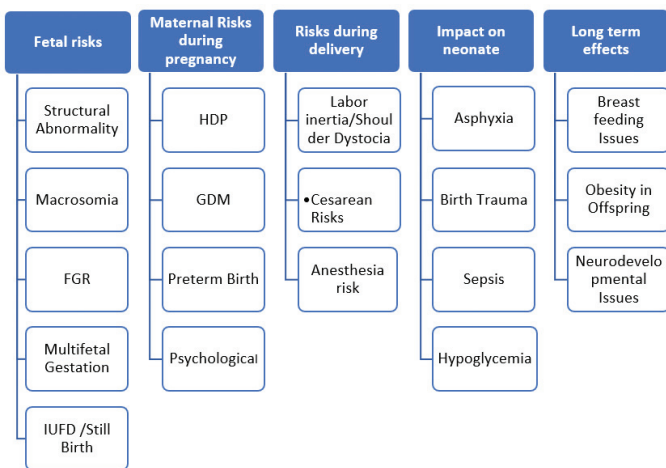 Fetal risks
Structural
Abnormality
Macrosomia
FGR
Multifetal
Gestation
IUFD /Still
Birth
Maternal Risks
during
pregnancy
HDP
GDM
Preterm Birth
Psychological
Risks during
delivery
Labor
inertia/Shoul
der Dystocia
•Cesarean
Risks
Anesthesia
risk
Impact on
neonate
Asphyxia
Birth Trauma
Sepsis
Hypoglycemia
Long term
effects
Breast
feeding
Issues
Obesity in
Offspring
Neurodevelo
pmental
Issues